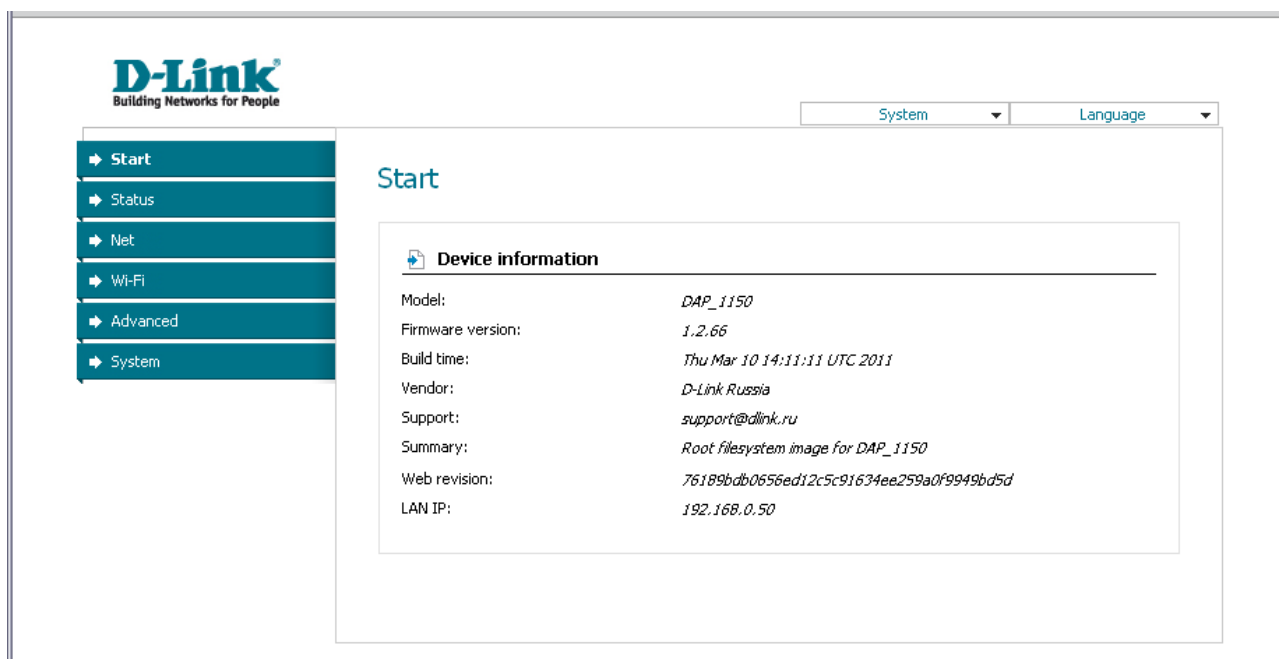 D-Link
Building Networks for People
System
Language
Start
Status
Net
Wi-Fi
Advanced
System
Start
Device information
Model: DAP_1150
Firmware version: 1.2.66
Build time: Thu Mar 10 14:11:11 UTC 2011
Vendor: D-Link Russia
Support: support@dlink.ru
Summary: Root filesystem image for DAP_1150
Web revision: 76189bdb0656ed12c5c91634ee259a0f9949bd5d
LAN IP: 192.168.0.50